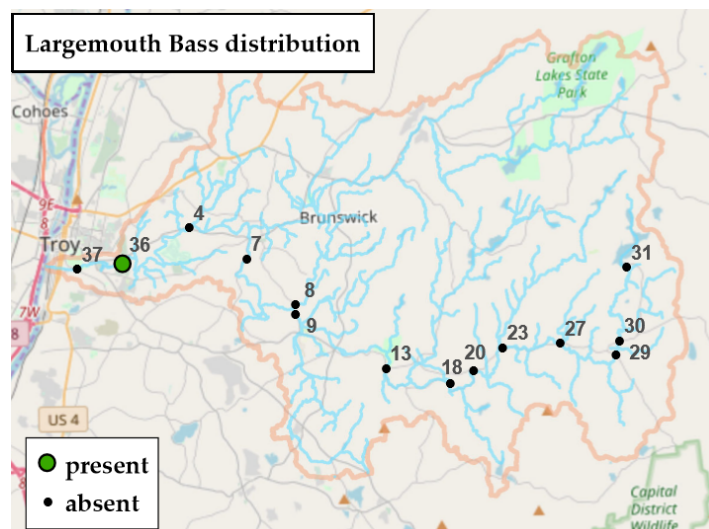 Largemouth Bass distribution
Grafton
Lakes State
Park
Cohoes
9E
8
4
Brunswick
36
Troy
37
7
31
8
7W
9
30
8
23
27
13
20
29
18
US 4
present
absent
Capital
District
Wildlife